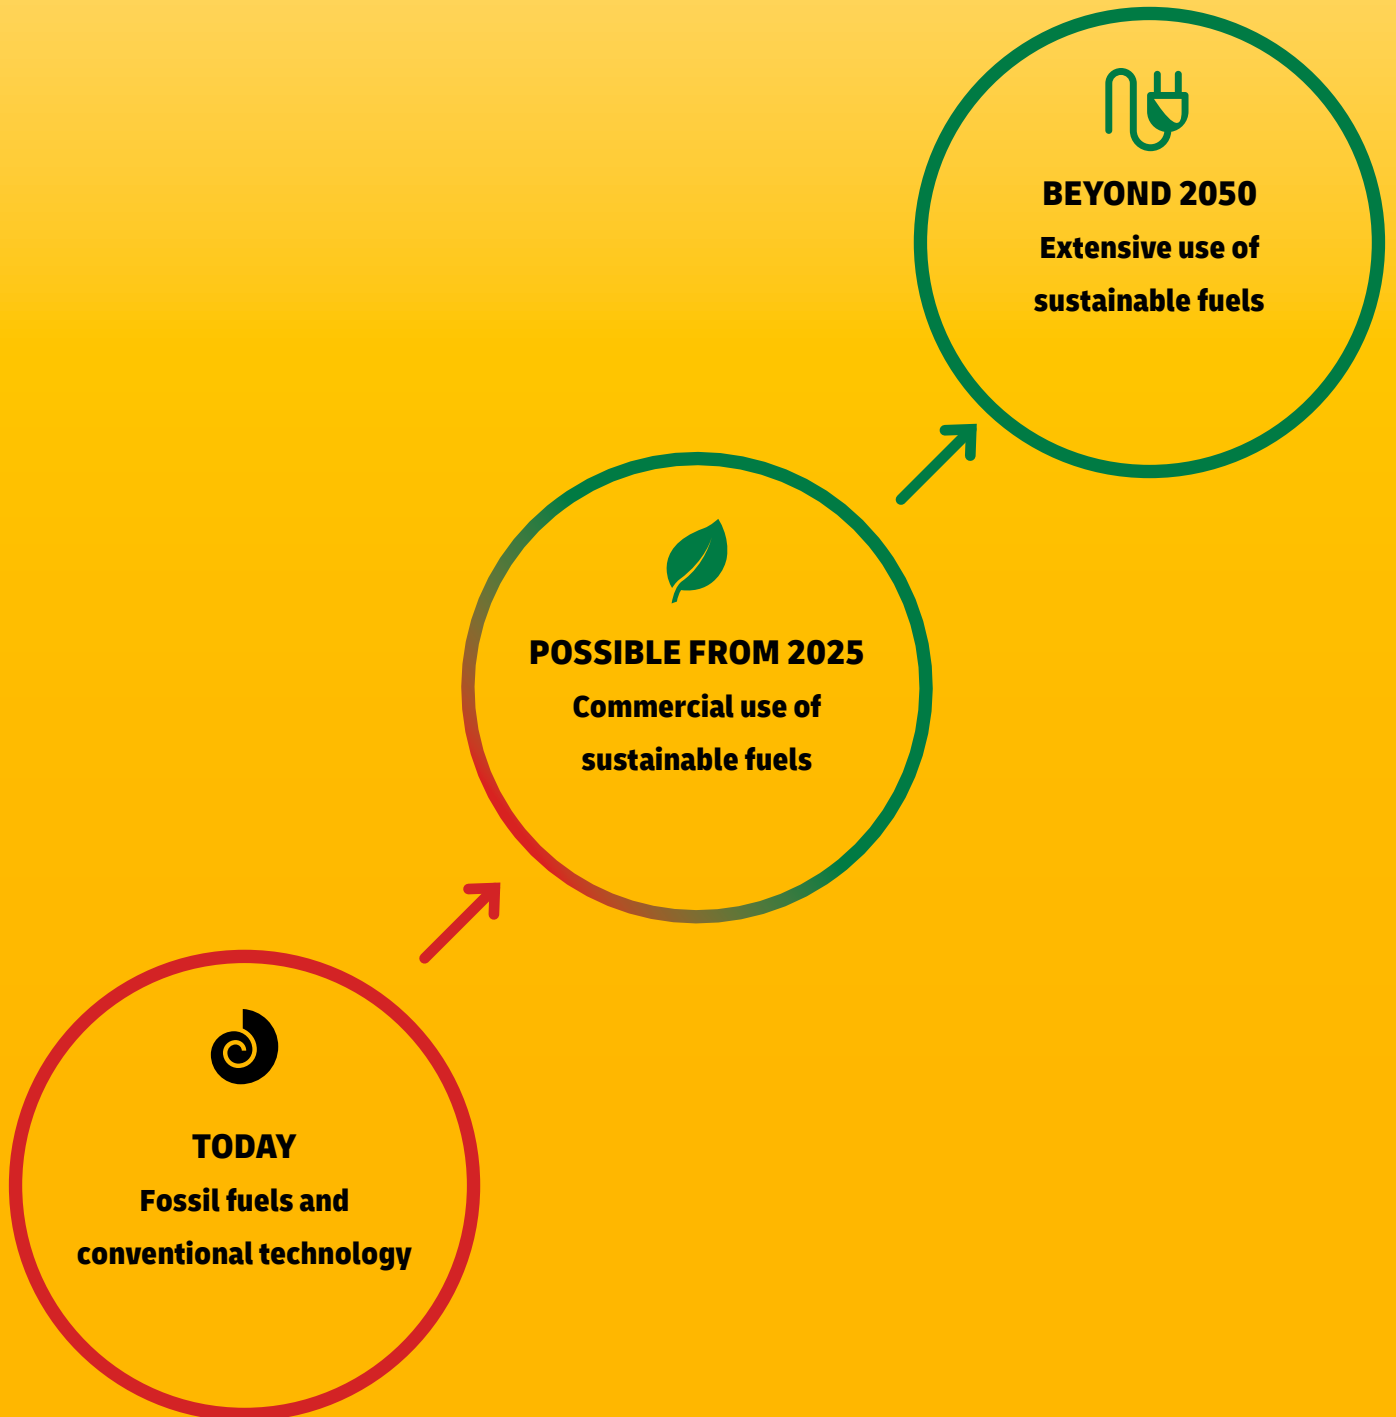 BEYOND 2050
Extensive use of
sustainable fuels
POSSIBLE FROM 2025
Commercial use of
sustainable fuels
TODAY
Fossil fuels and
conventional technology